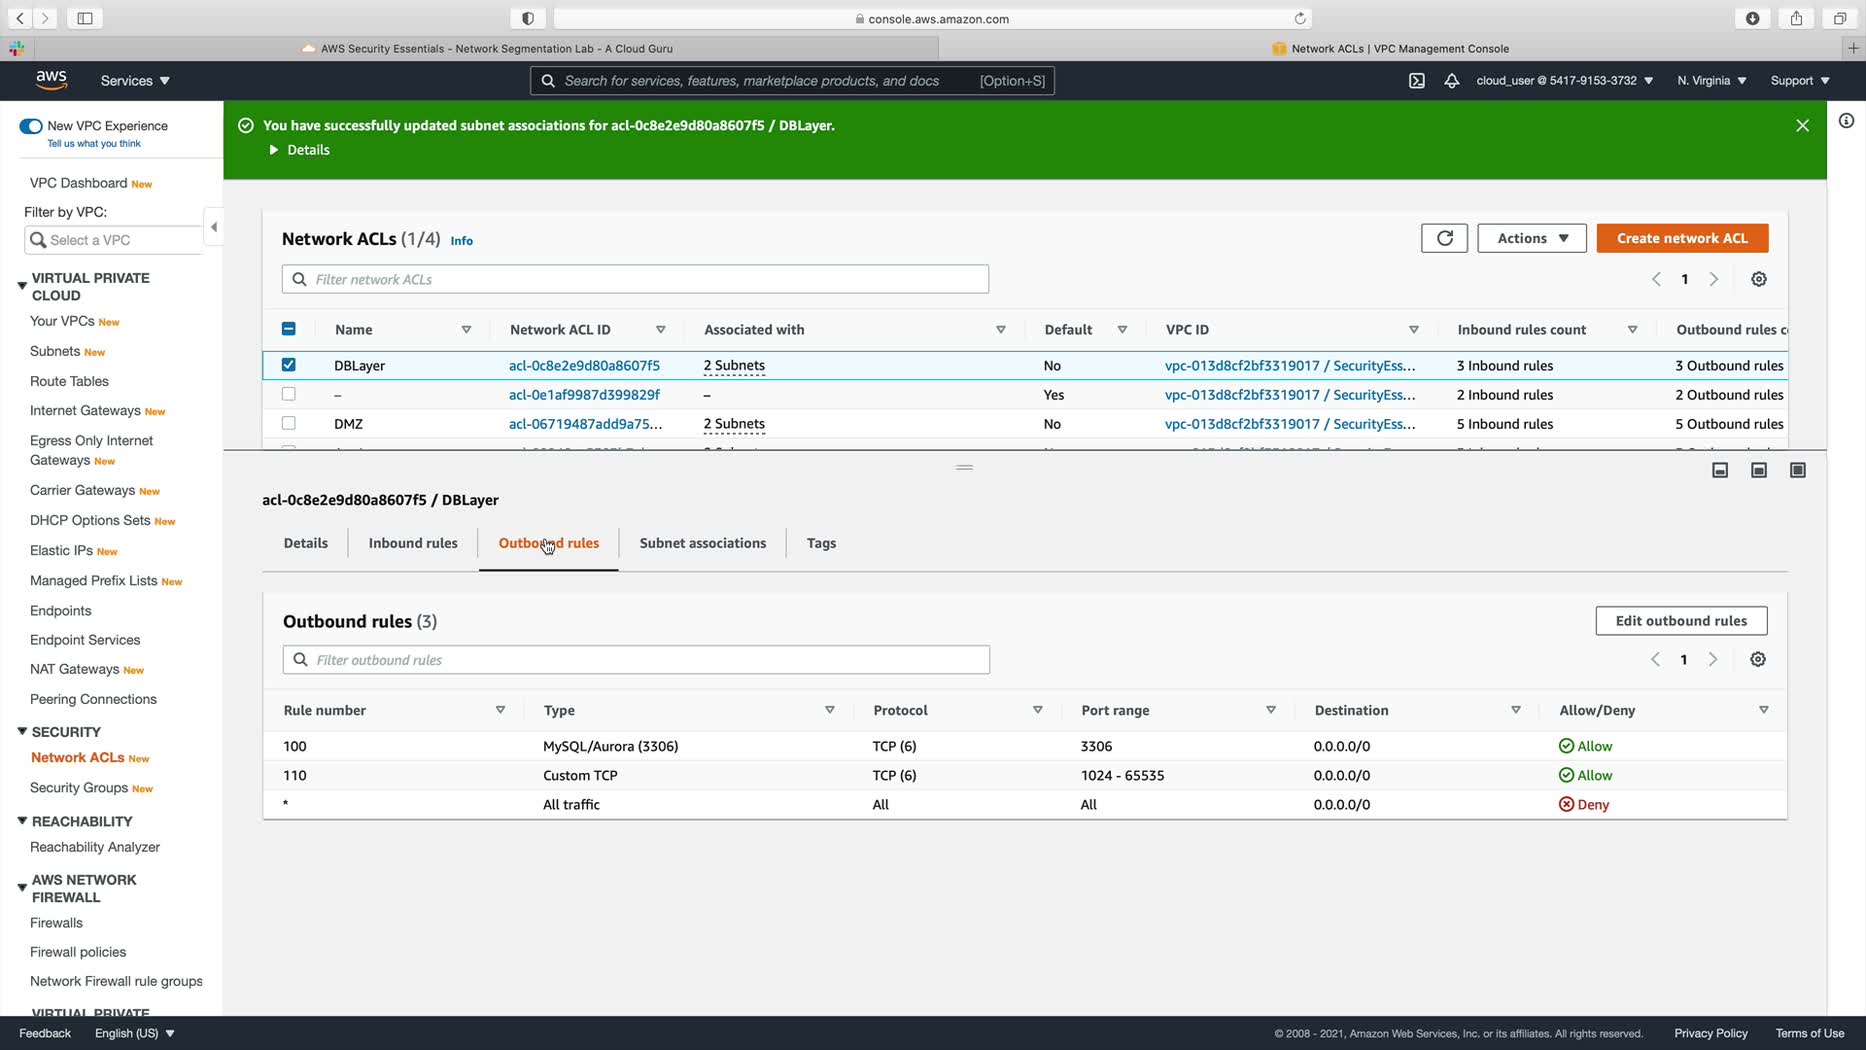 console.aws.amazon.com
AWS Security Essentials - Network Segmentation Lab - A Cloud Guru
Network ACLs | VPC Management Console
aws
Services
Search for services, features, marketplace products, and docs
[Option+S]
cloud_user @ 5417-9153-3732
N. Virginia
Support
New VPC Experience
Tell us what you think
You have successfully updated subnet associations for acl-0c8e2e9d80a8607f5 / DBLayer.
Details
VPC Dashboard New
Filter by VPC:
Select a VPC
VIRTUAL PRIVATE
CLOUD
Your VPCs New
Subnets New
Route Tables
Internet Gateways New
Egress Only Internet
Gateways New
Carrier Gateways New
DHCP Options Sets New
Elastic IPs New
Managed Prefix Lists New
Endpoints
Endpoint Services
NAT Gateways New
Peering Connections
SECURITY
Network ACLs New
Security Groups New
REACHABILITY
Reachability Analyzer
AWS NETWORK
FIREWALL
Firewalls
Firewall policies
Network Firewall rule groups
VIRTUAL PRIVATE
Network ACLs (1/4) Info
Actions
Create network ACL
Filter network ACLs
1
Name Network ACL ID Associated with Default VPC ID Inbound rules count Outbound rules c
DBLayer acl-0c8e2e9d80a8607f5 2 Subnets No vpc-013d8cf2bf3319017 / SecurityEss... 3 Inbound rules 3 Outbound rules
– acl-0e1af9987d399829f – Yes vpc-013d8cf2bf3319017 / SecurityEss... 2 Inbound rules 2 Outbound rules
DMZ acl-06719487add9a75... 2 Subnets No vpc-013d8cf2bf3319017 / SecurityEss... 5 Inbound rules 5 Outbound rules
acl-0c8e2e9d80a8607f5 / DBLayer
Details
Inbound rules
Outbound rules
Subnet associations
Tags
Outbound rules (3)
Edit outbound rules
Filter outbound rules
1
Rule number Type Protocol Port range Destination Allow/Deny
100 MySQL/Aurora (3306) TCP (6) 3306 0.0.0.0/0 Allow
110 Custom TCP TCP (6) 1024 - 65535 0.0.0.0/0 Allow
* All traffic All All 0.0.0.0/0 Deny
Feedback
English (US)
© 2008 - 2021, Amazon Web Services, Inc. or its affiliates. All rights reserved.
Privacy Policy
Terms of Use